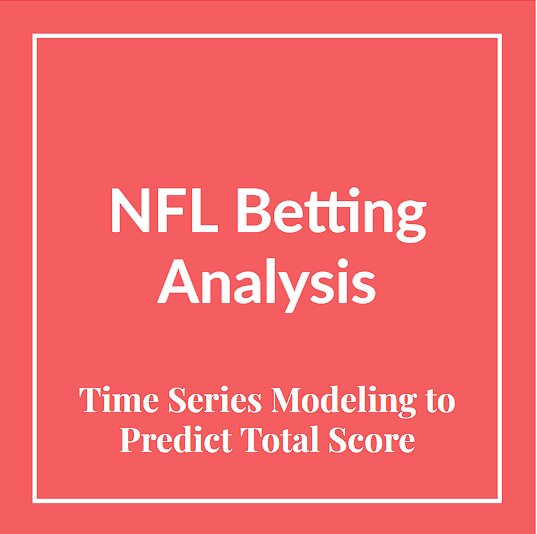 NFL Betting
Analysis
Time Series Modeling to
Predict Total Score